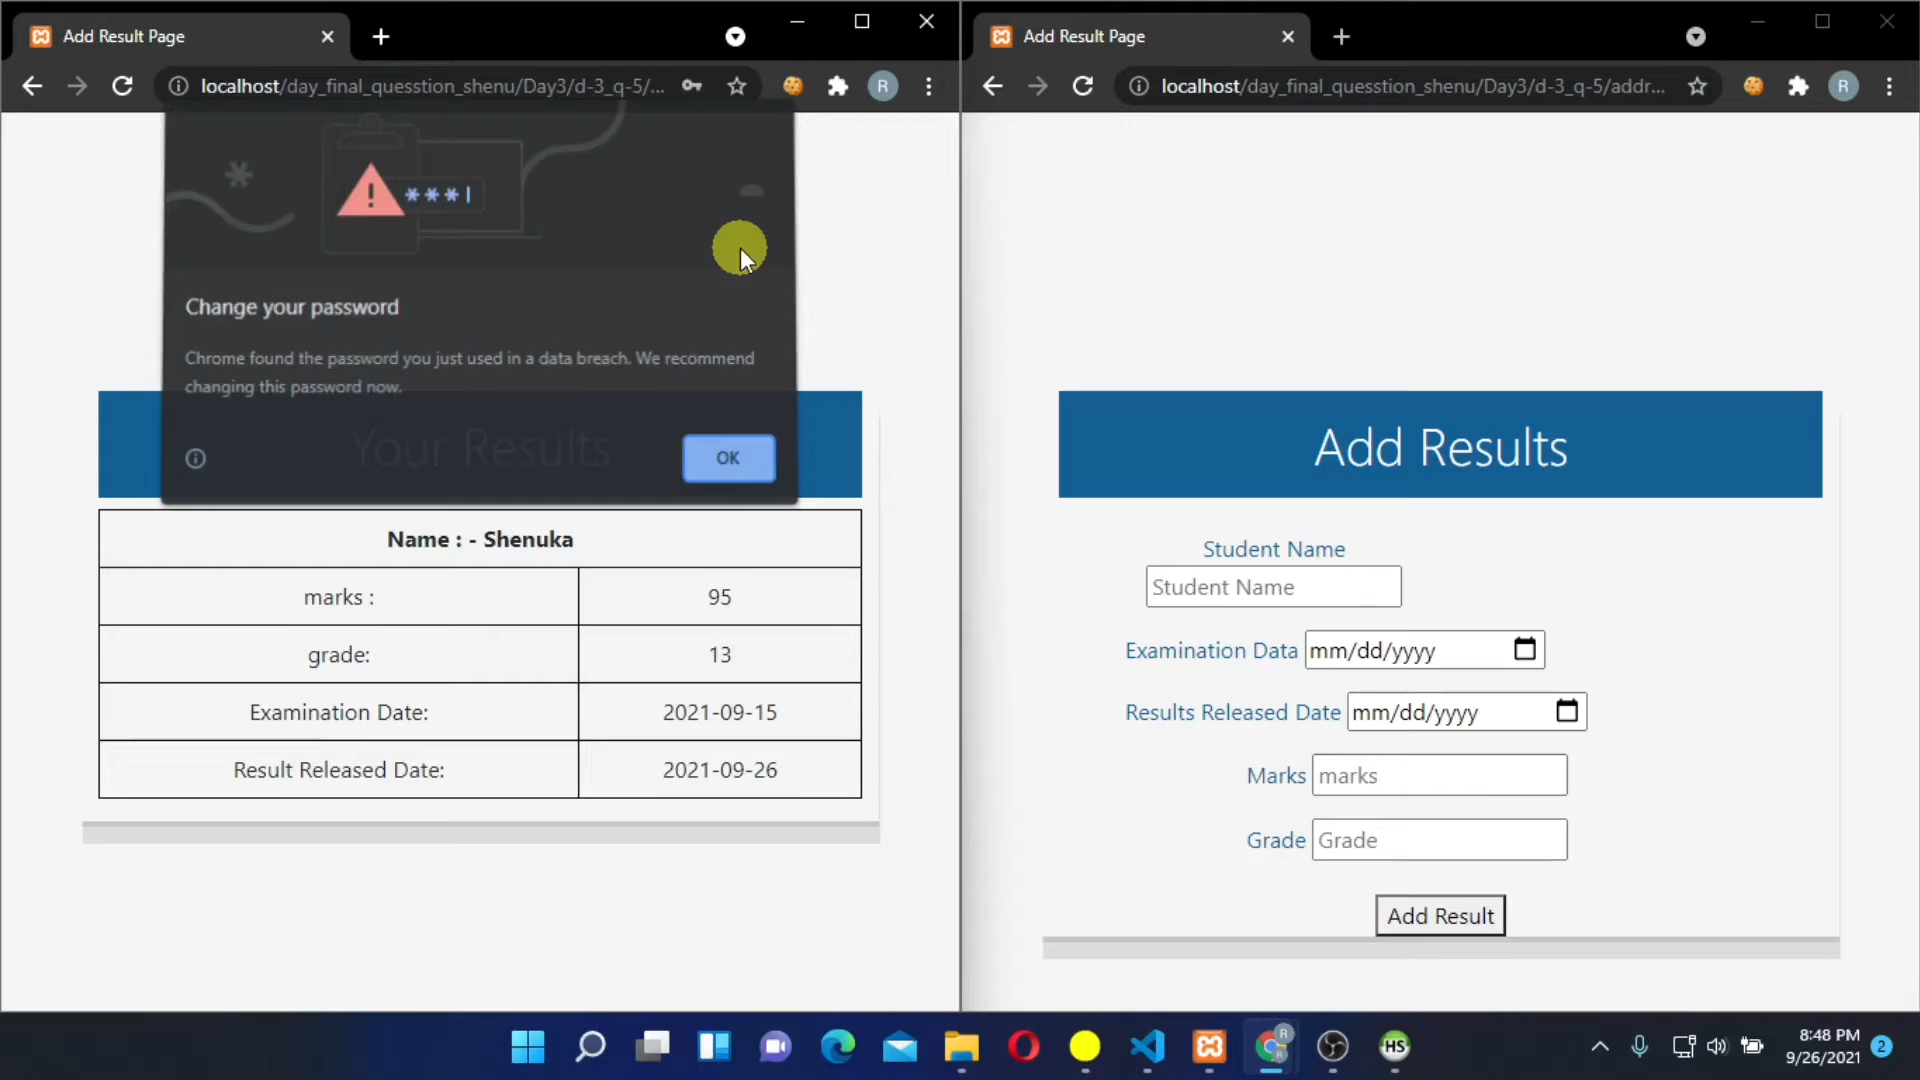 Add Result Page
localhost/day_final_quesstion_shenu/Day3/d-3_q-5/...
R
***|
Change your password
Chrome found the password you just used in a data breach. We recommend
changing this password now.
OK
Your Results
Name : - Shenuka
marks : 95
grade: 13
Examination Date: 2021-09-15
Result Released Date: 2021-09-26
Add Result Page
localhost/day_final_quesstion_shenu/Day3/d-3_q-5/addr...
R
Add Results
Student Name
Student Name
Examination Data mm/dd/yyyy
Results Released Date mm/dd/yyyy
Marks marks
Grade Grade
Add Result
R
HS
8:48 PM
9/26/2021
2